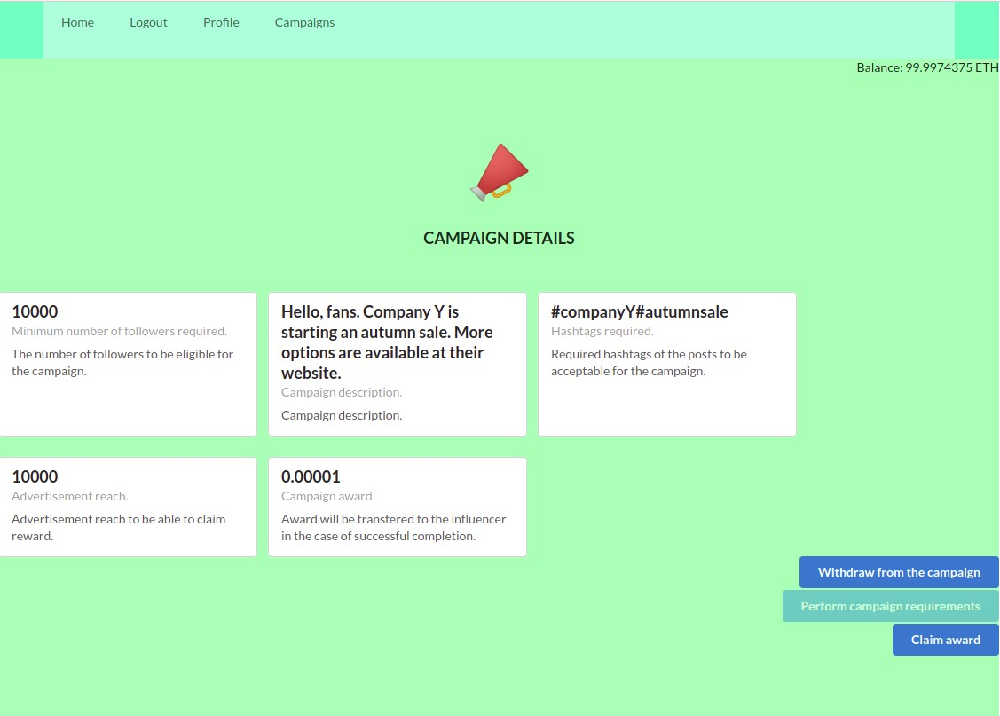 Home Logout Profile Campaigns
Balance: 99.9974375 ETH
CAMPAIGN DETAILS
10000
Minimum number of followers required.
The number of followers to be eligible for
the campaign.
Hello, fans. Company Y is
starting an autumn sale. More
options are available at their
website.
Campaign description.
Campaign description.
#companyY#autumnsale
Hashtags required.
Required hashtags of the posts to be
acceptable for the campaign.
10000
Advertisement reach.
Advertisement reach to be able to claim
reward.
0.00001
Campaign award
Award will be transfered to the influencer
in the case of successful completion.
Withdraw from the campaign
Perform campaign requirements
Claim award